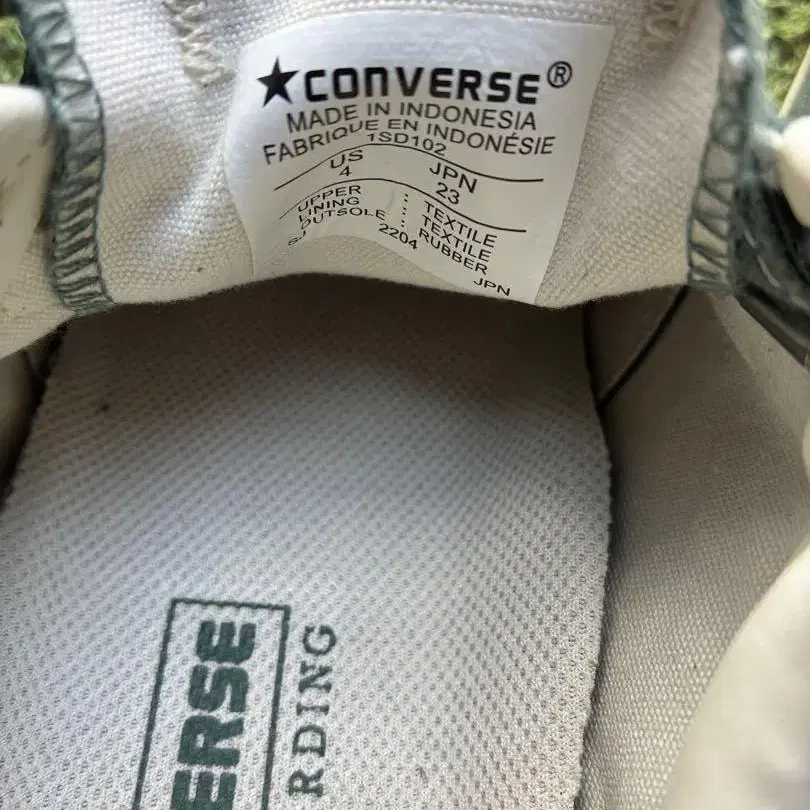 ★CONVERSE®
MADE IN INDONESIA
FABRIQUE EN INDONÉSIE
1SD102
US JPN
4 23
UPPER : TEXTILE
LINING : TEXTILE
OUTSOLE : RUBBER
SJ 2204 JPN
ERSE
RDING